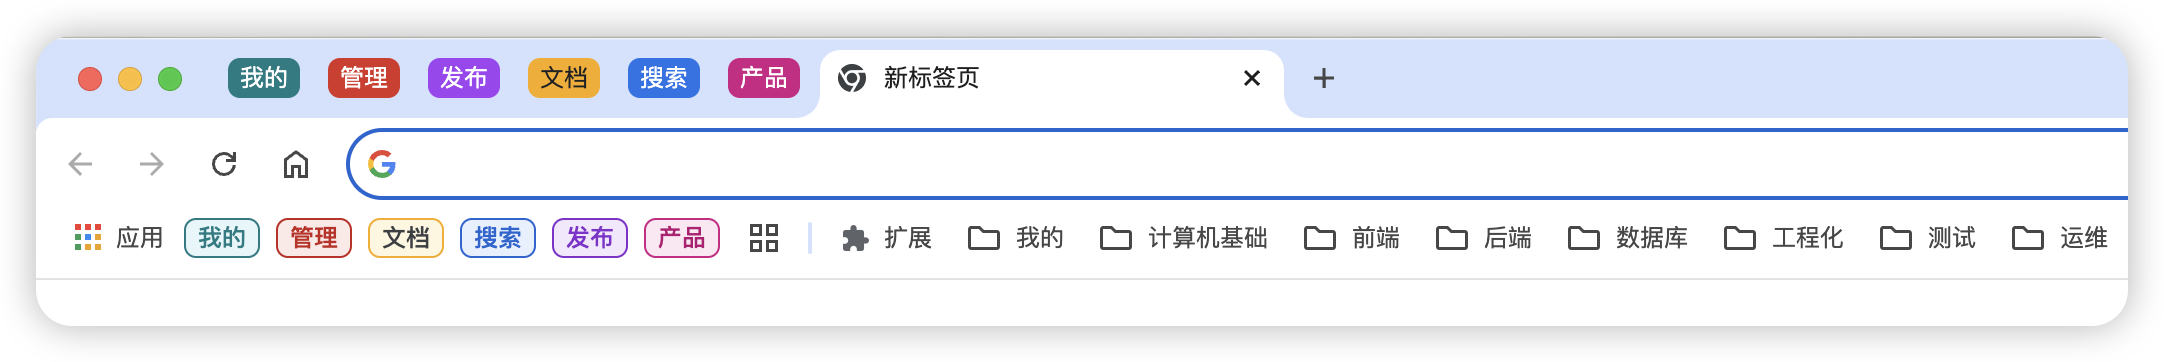 我的 管理 发布 文档 搜索 产品 新标签页
应用 我的 管理 文档 搜索 发布 产品 扩展 我的 计算机基础 前端 后端 数据库 工程化 测试 运维